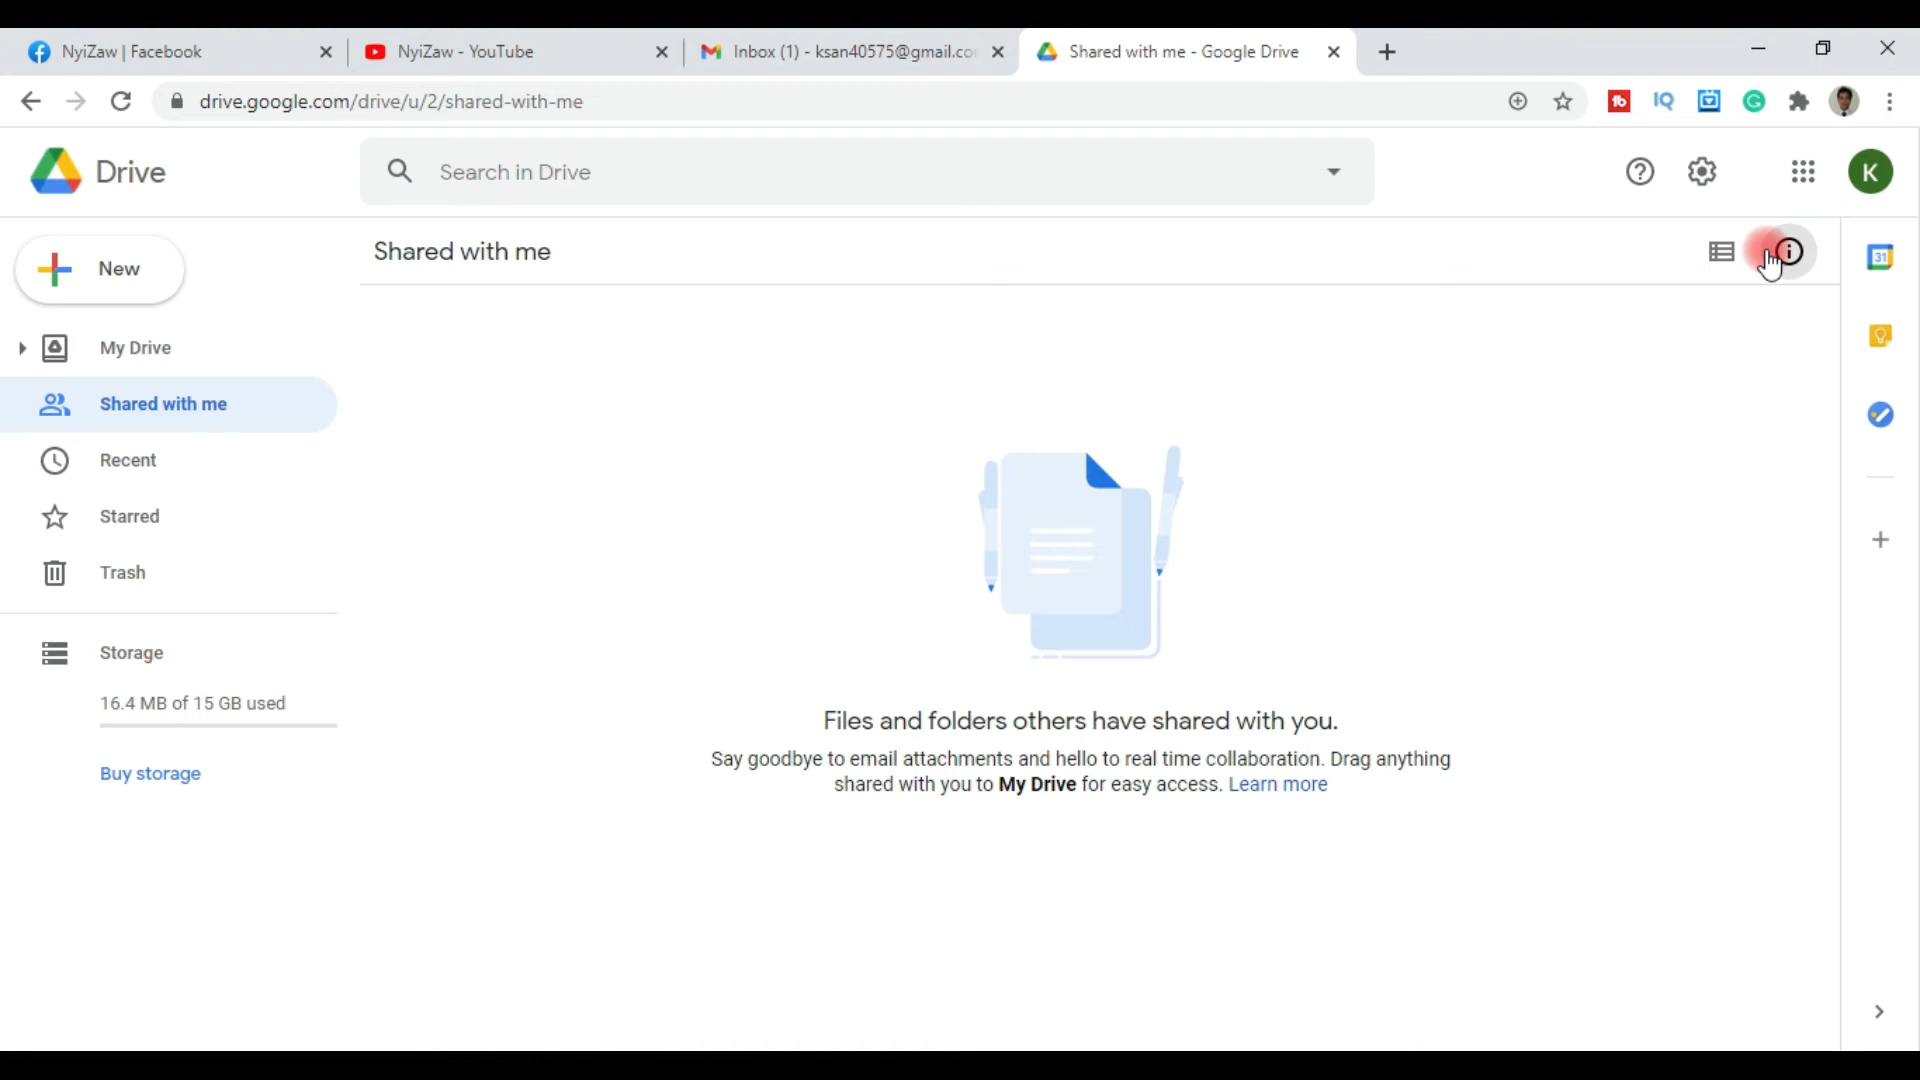 NyiZaw | Facebook
NyiZaw - YouTube
Inbox (1) - ksan40575@gmail.co
Shared with me - Google Drive
drive.google.com/drive/u/2/shared-with-me
IQ
Drive
Search in Drive
K
New
Shared with me
31
My Drive
Shared with me
Recent
Starred
Trash
Storage
16.4 MB of 15 GB used
Buy storage
Files and folders others have shared with you.
Say goodbye to email attachments and hello to real time collaboration. Drag anything
shared with you to My Drive for easy access. Learn more